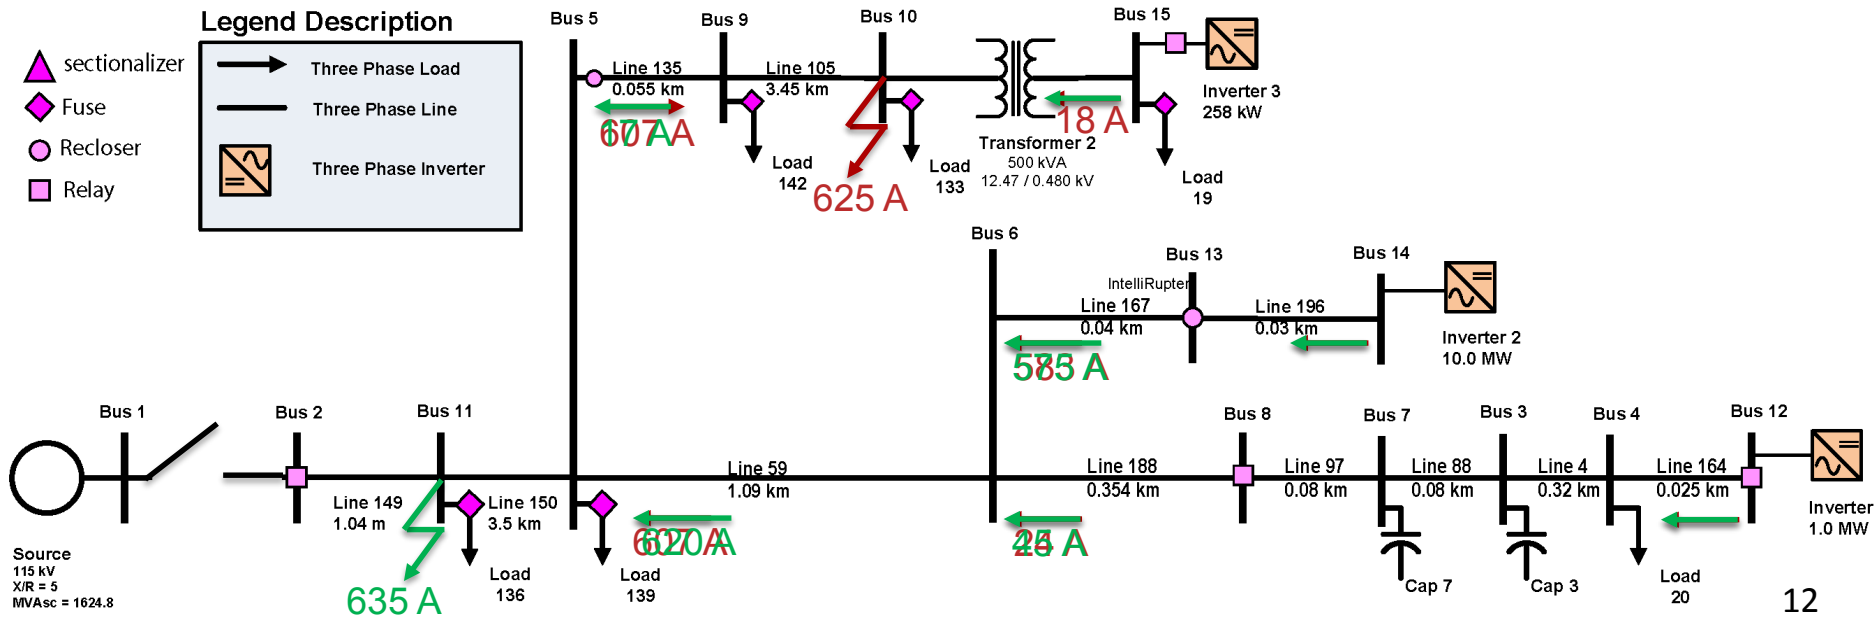 Legend Description
sectionalizer
Fuse
Recloser
Relay
Three Phase Load
Three Phase Line
Three Phase Inverter
Bus 5
Bus 9
Bus 10
Bus 15
Line 135
0.055 km
Line 105
3.45 km
607 A
17 A
625 A
18 A
Load
142
Load
133
Transformer 2
500 kVA
12.47 / 0.480 kV
Inverter 3
258 kW
Load
19
Bus 6
Bus 13
Bus 14
IntelliRupter
Line 167
0.04 km
Line 196
0.03 km
Inverter 2
10.0 MW
Bus 1
Bus 2
Bus 11
Bus 8
Bus 7
Bus 3
Bus 4
Bus 12
Line 149
1.04 m
Line 150
3.5 km
Line 59
1.09 km
Line 188
0.354 km
Line 97
0.08 km
Line 88
0.08 km
Line 4
0.32 km
Line 164
0.025 km
607 A
620 A
Inverter
1.0 MW
Source
115 kV
X/R = 5
MVAsc = 1624.8
635 A
Load
136
Load
139
Cap 7
Cap 3
Load
20
12